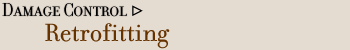 Damage Control ▷
Retrofitting